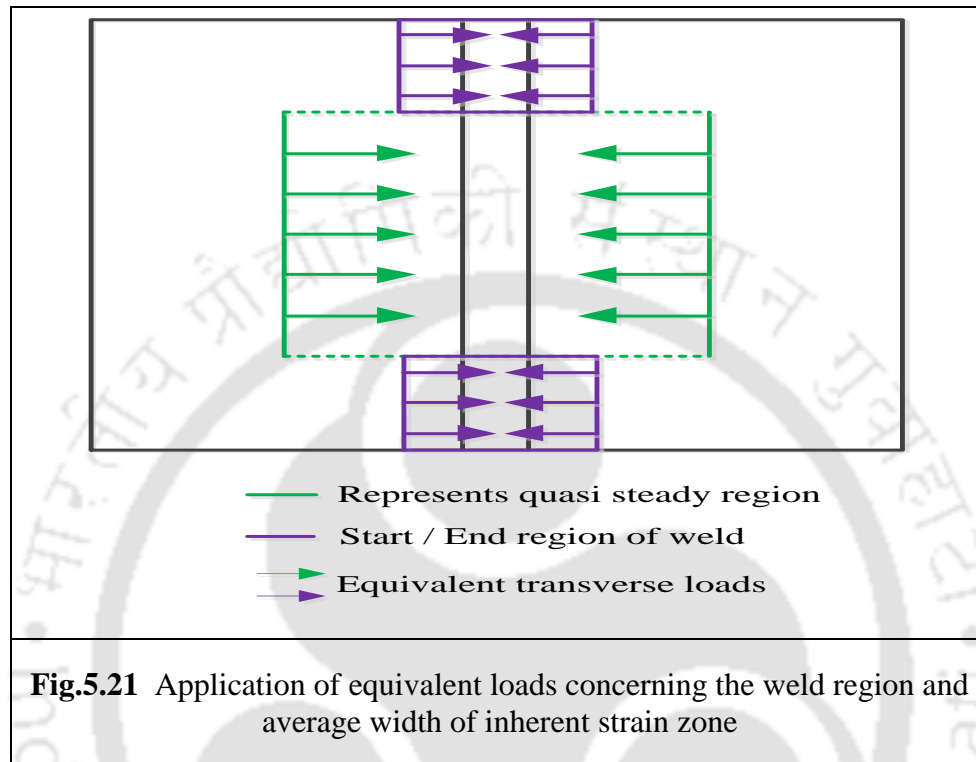 भारतीय प्रौद्योगिकी संस्थान गुवाहाटी
Represents quasi steady region
Start / End region of weld
Equivalent transverse loads
Fig.5.21 Application of equivalent loads concerning the weld region and
average width of inherent strain zone